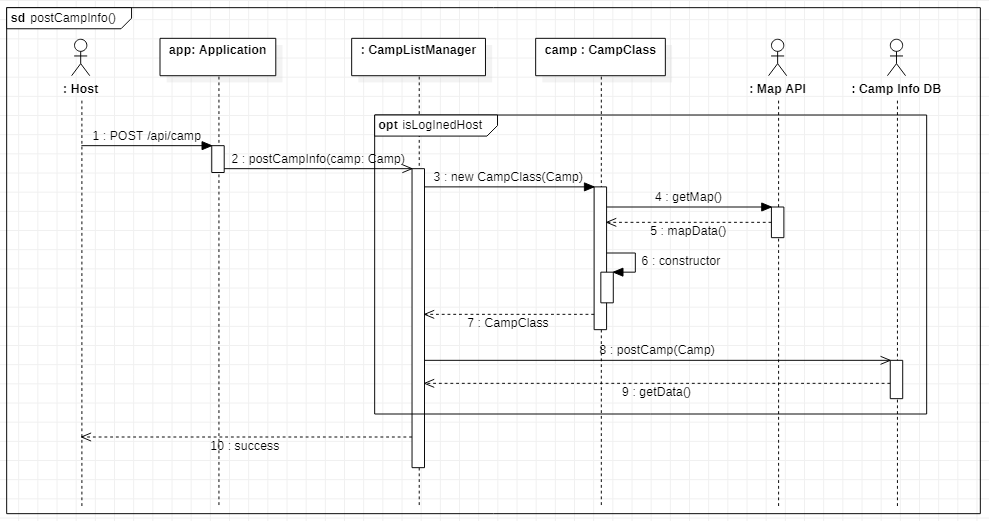 sd postCampInfo()
: Host
app: Application
: CampListManager
camp : CampClass
: Map API
: Camp Info DB
opt isLogInedHost
1 : POST /api/camp
2 : postCampInfo(camp: Camp)
3 : new CampClass(Camp)
4 : getMap()
5 : mapData()
6 : constructor
7 : CampClass
8 : postCamp(Camp)
9 : getData()
10 : success